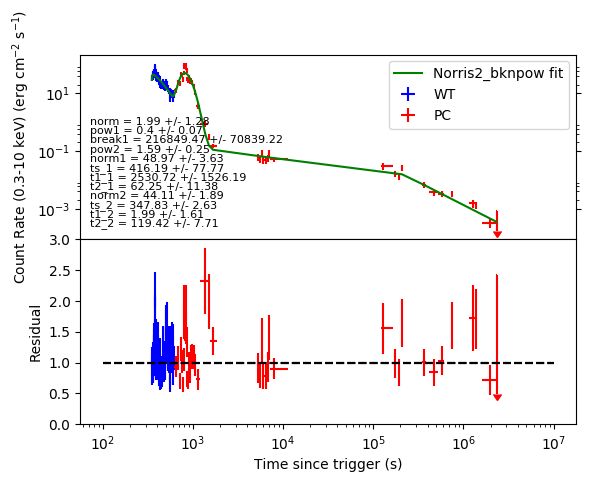 Count Rate (0.3-10 keV) (erg cm⁻² s⁻¹)
10¹
10⁻¹
10⁻³
Norris2_bknpow fit
WT
PC
norm = 1.99 +/- 1.28
pow1 = 0.4 +/- 0.07
break1 = 216849.47 +/- 70839.22
pow2 = 1.59 +/- 0.25
norm1 = 48.97 +/- 3.63
ts_1 = 416.19 +/- 77.77
t1_1 = 2530.72 +/- 1526.19
t2_1 = 62.25 +/- 11.38
norm2 = 44.11 +/- 1.89
ts_2 = 347.83 +/- 2.63
t1_2 = 1.99 +/- 1.61
t2_2 = 119.42 +/- 7.71
Residual
3.0
2.5
2.0
1.5
1.0
0.5
0.0
10² 10³ 10⁴ 10⁵ 10⁶ 10⁷
Time since trigger (s)